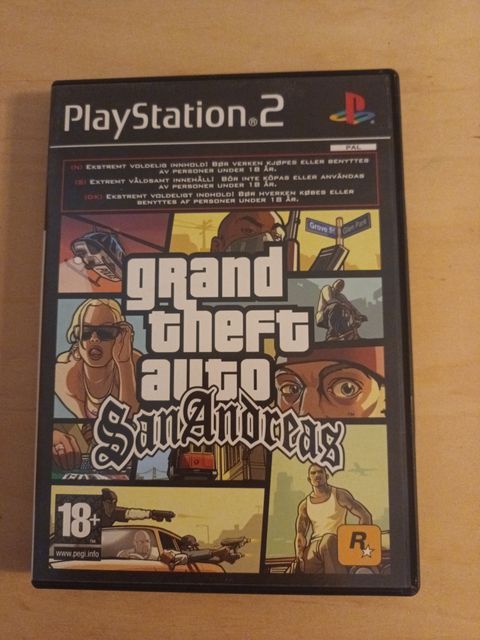 PlayStation®2
PAL
(N) EKSTREMT VOLDELIG INNHOLD! BØR VERKEN KJØPES ELLER BENYTTES
AV PERSONER UNDER 18 ÅR.
(S) EXTREMT VÅLDSAMT INNEHÅLL! BÖR INTE KÖPAS ELLER ANVÄNDAS
AV PERSONER UNDER 18 ÅR.
(DK) EKSTREMT VOLDELIGT INDHOLD! BØR HVERKEN KØBES ELLER
BENYTTES AF PERSONER UNDER 18 ÅR.
Grove St
Glen Park
grand
theft
auto
San Andreas
18+
www.pegi.info
R